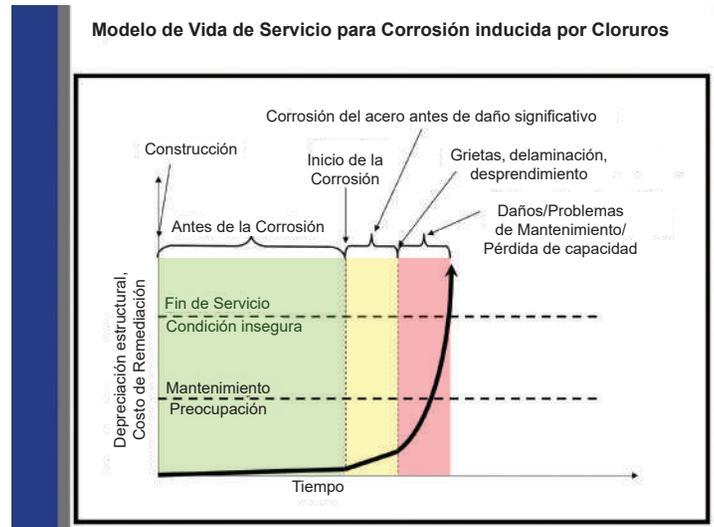 Modelo de Vida de Servicio para Corrosión inducida por Cloruros
Corrosión del acero antes de daño significativo
Construcción
Inicio de la
Corrosión
Grietas, delaminación,
desprendimiento
Antes de la Corrosión
Daños/Problemas
de Mantenimiento/
Pérdida de capacidad
Depreciación estructural,
Costo de Remediación
Fin de Servicio
Condición insegura
Mantenimiento
Preocupación
Tiempo